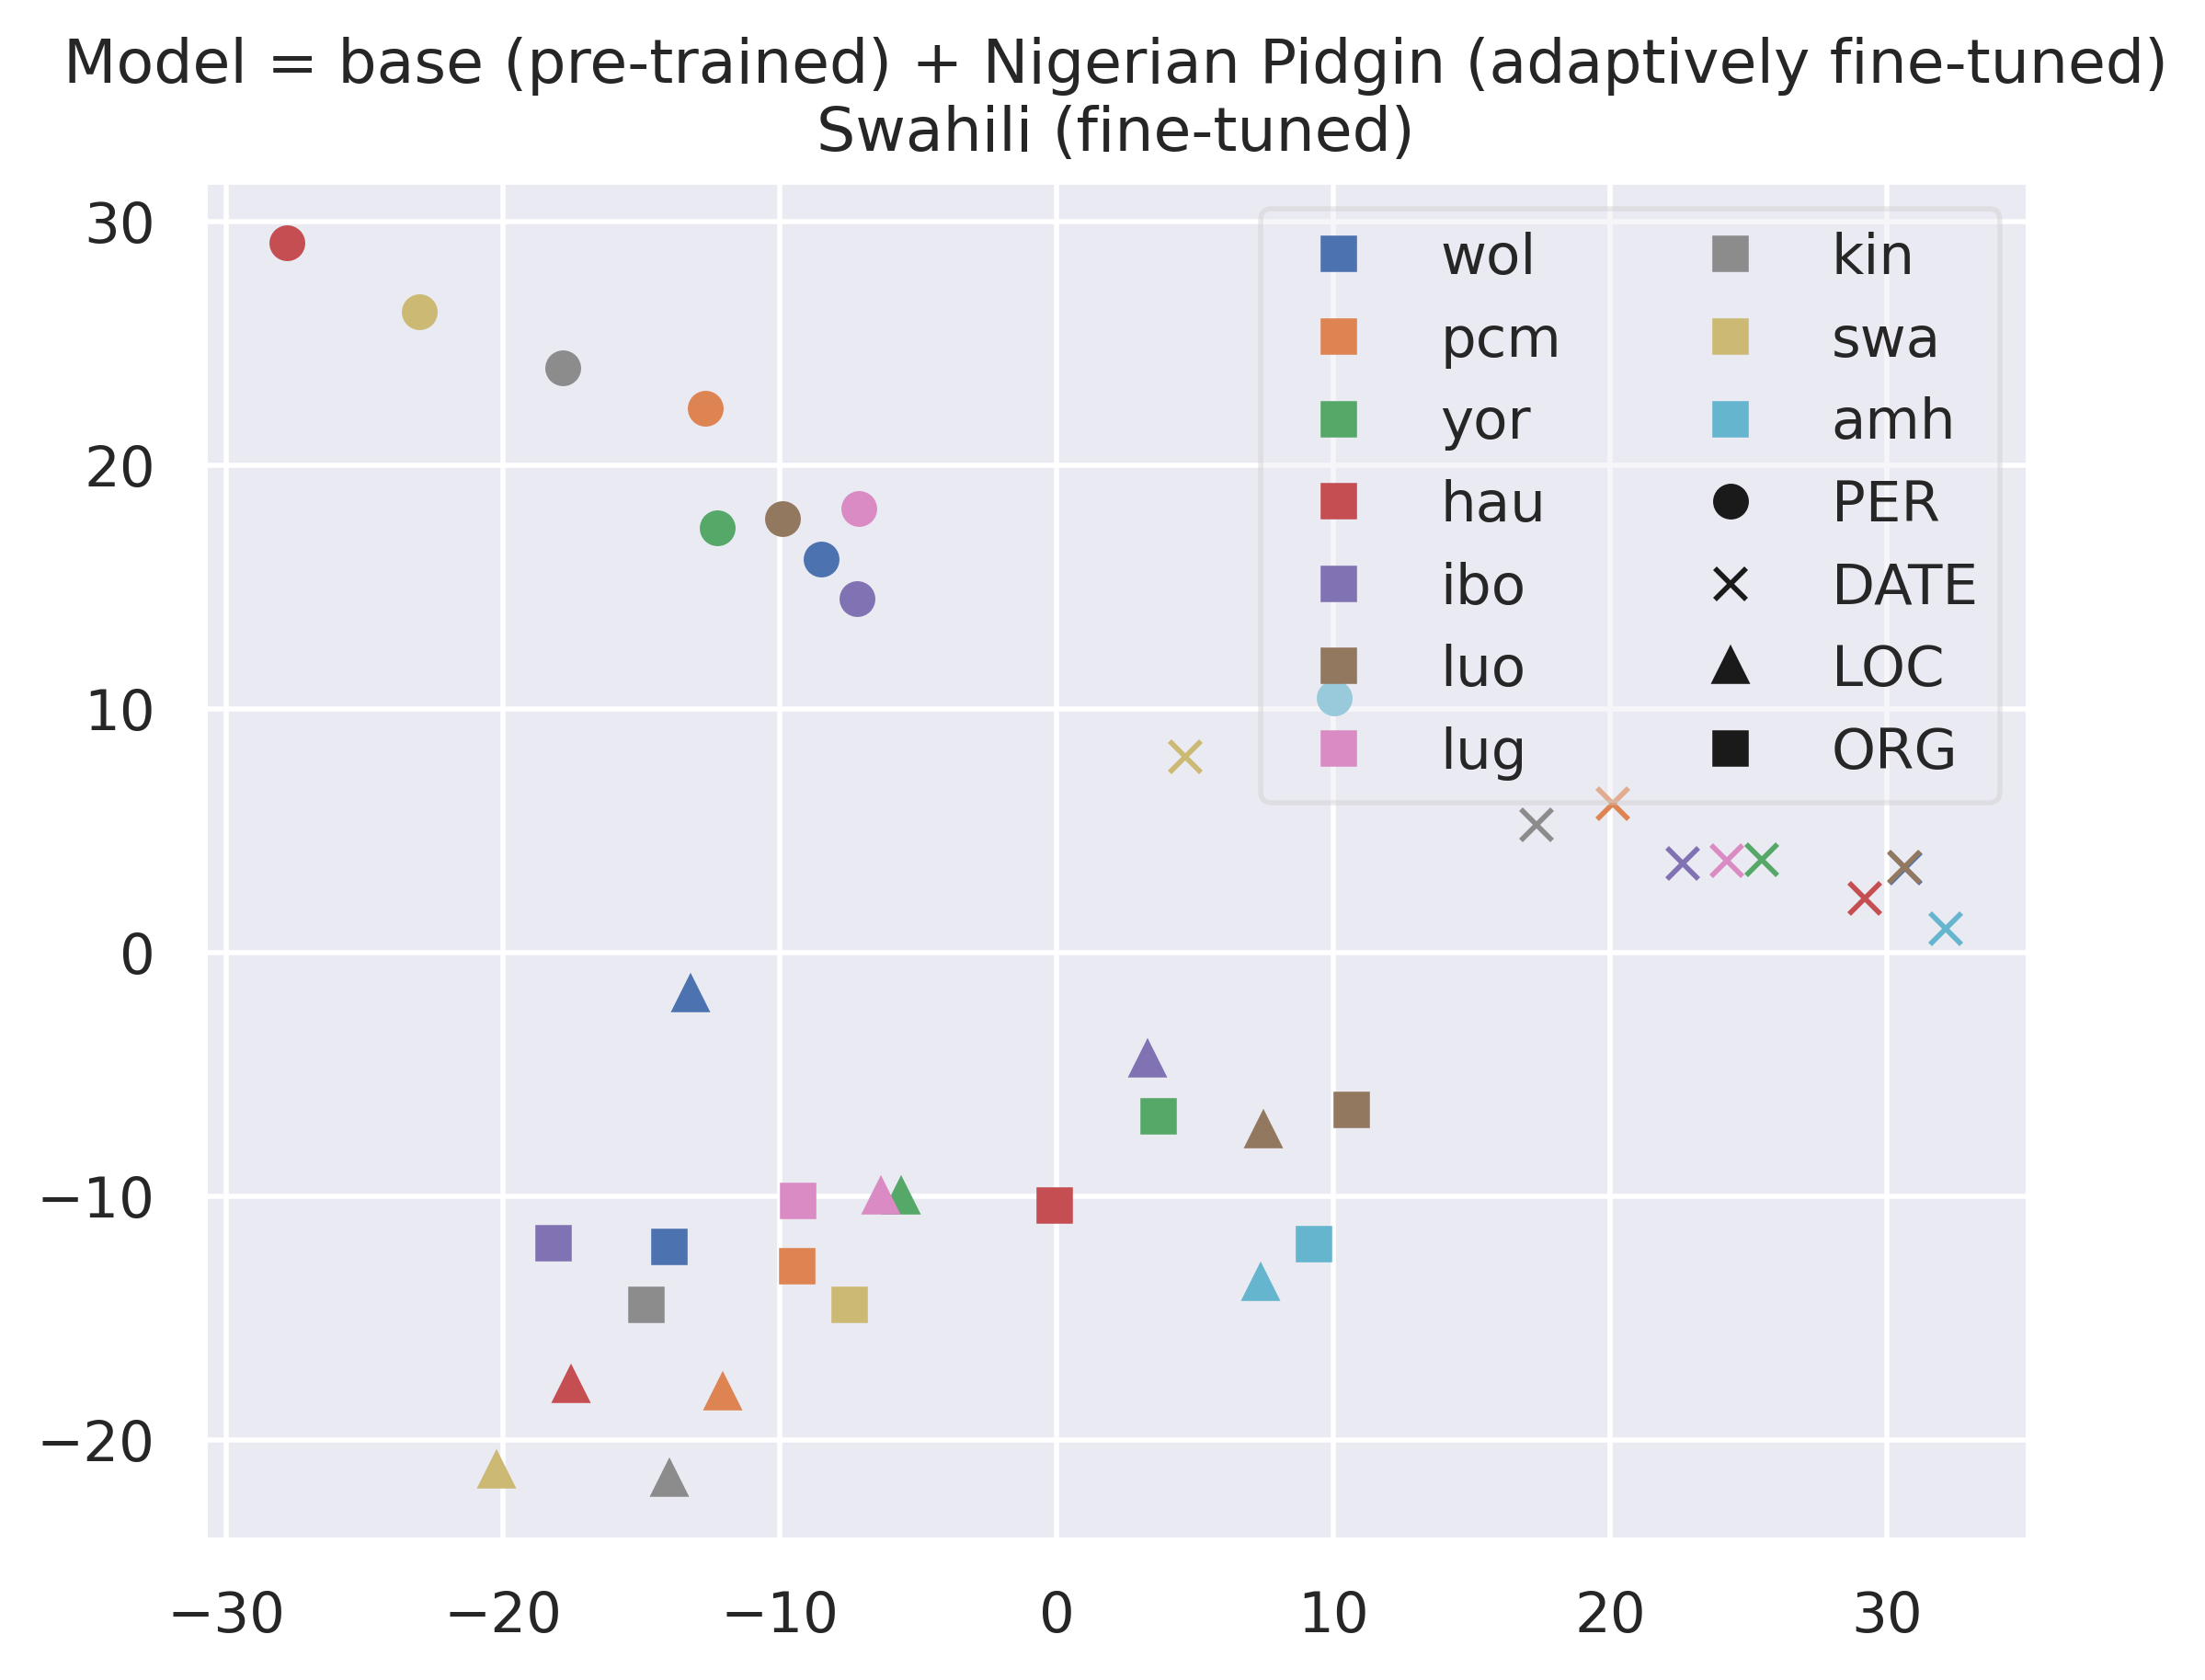 Model = base (pre-trained) + Nigerian Pidgin (adaptively fine-tuned)
Swahili (fine-tuned)
30
20
10
0
−10
−20
wol
pcm
yor
hau
ibo
luo
lug
kin
swa
amh
PER
DATE
LOC
ORG
−30 −20 −10 0 10 20 30